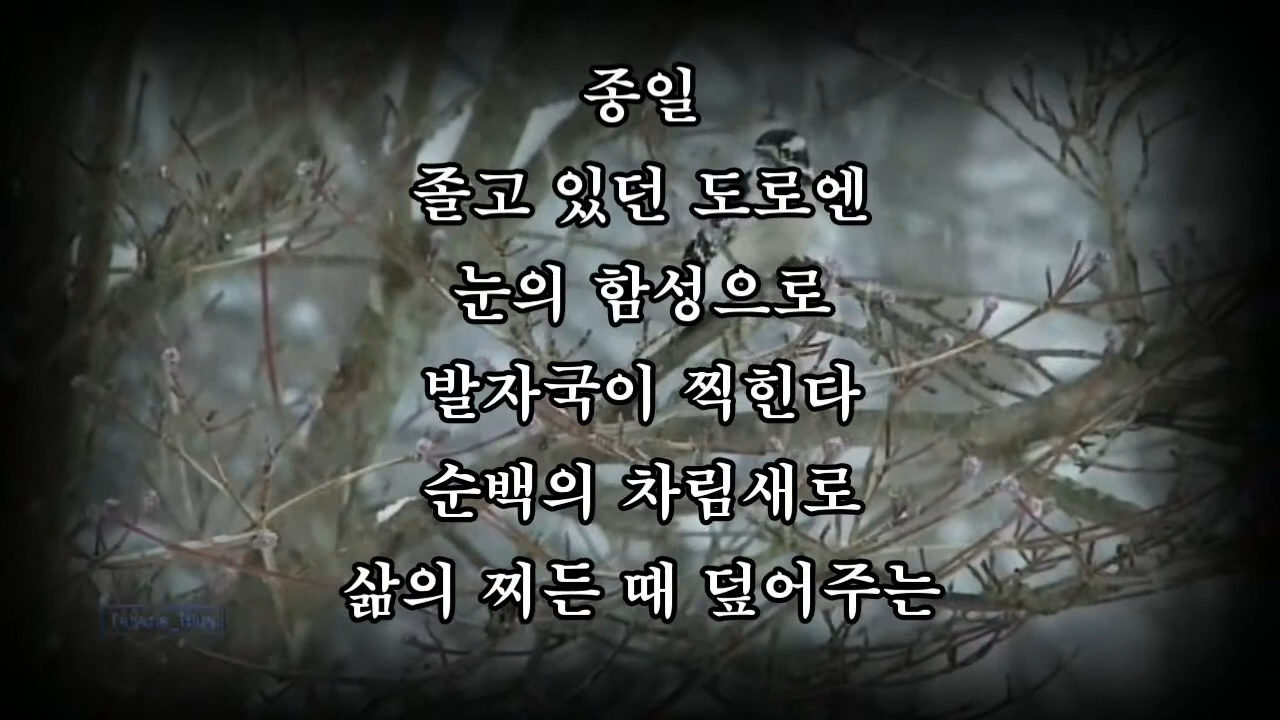 종일
졸고 있던 도로엔
눈의 함성으로
발자국이 찍힌다
순백의 차림새로
삶의 찌든 때 덮어주는